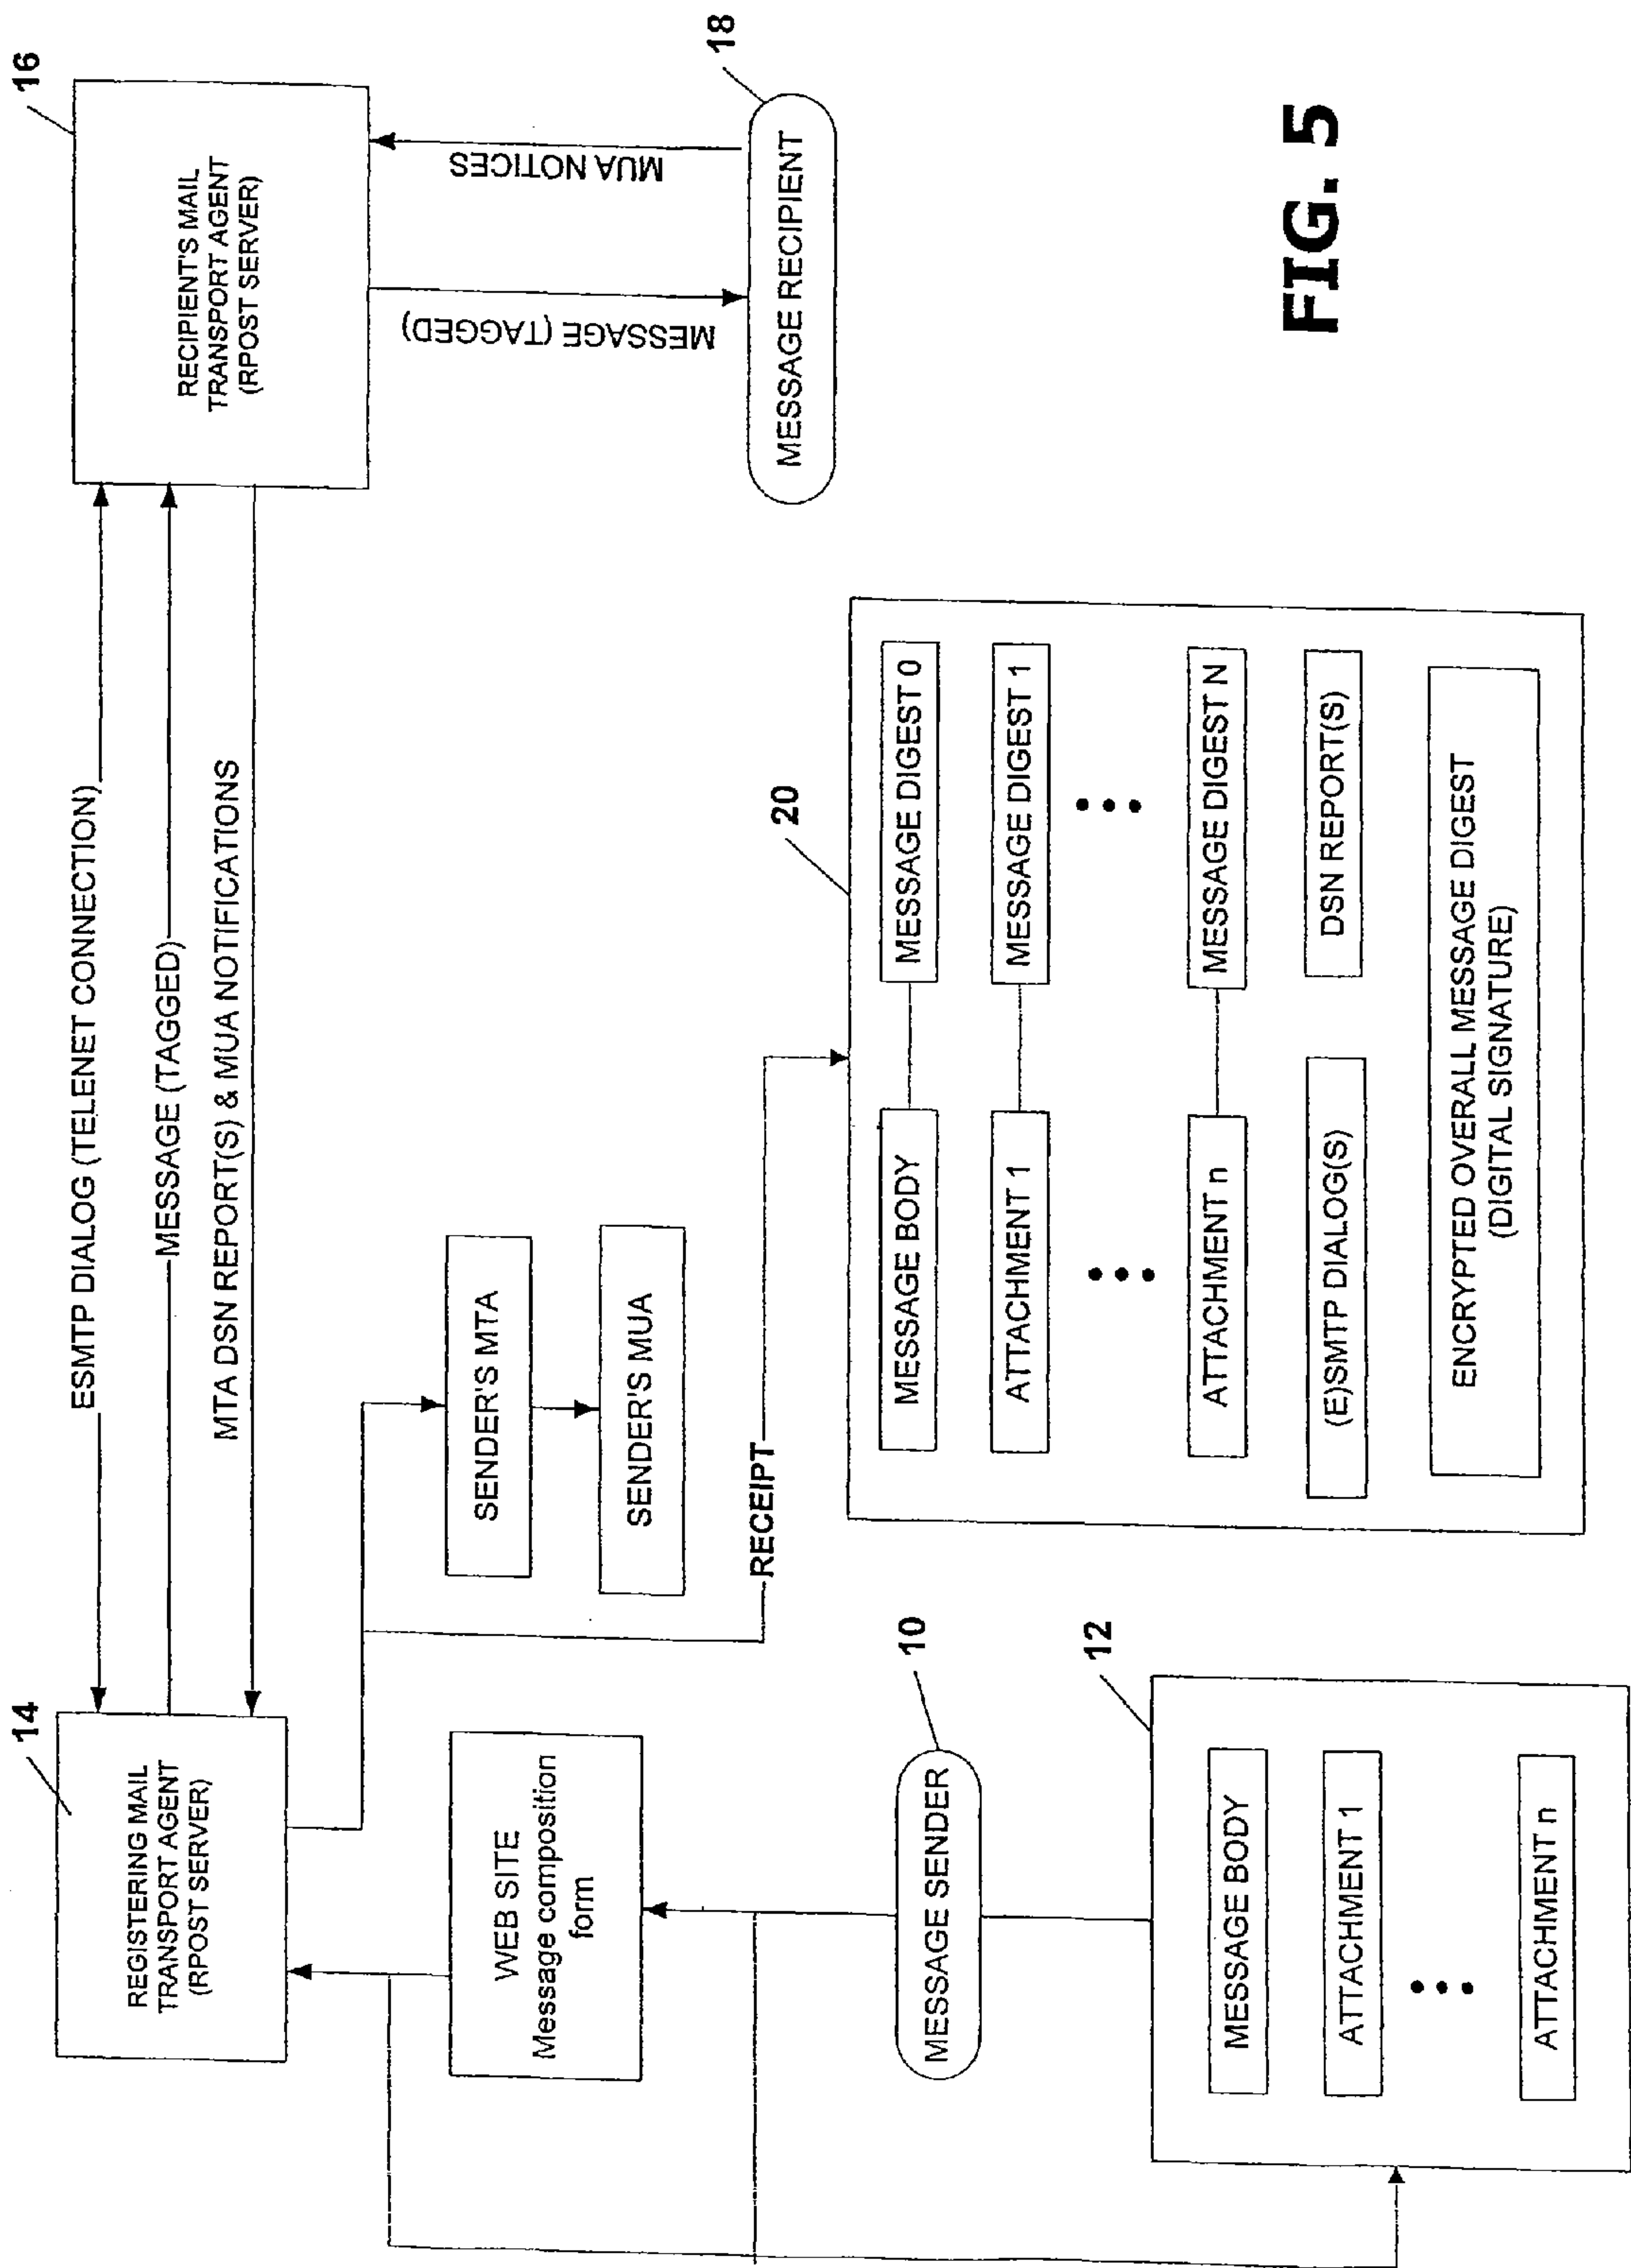 14
REGISTERING MAIL
TRANSPORT AGENT
(RPOST SERVER)
ESMTP DIALOG (TELENET CONNECTION)
MESSAGE (TAGGED)
MTA DSN REPORT(S) & MUA NOTIFICATIONS
16
RECIPIENT'S MAIL
TRANSPORT AGENT
(RPOST SERVER)
MESSAGE (TAGGED)
MUA NOTICES
18
MESSAGE RECIPIENT
WEB SITE
Message composition
form
SENDER'S MTA
SENDER'S MUA
RECEIPT
10
MESSAGE SENDER
12
MESSAGE BODY
ATTACHMENT 1
•••
ATTACHMENT n
20
MESSAGE BODY
MESSAGE DIGEST 0
ATTACHMENT 1
MESSAGE DIGEST 1
•••
•••
ATTACHMENT n
MESSAGE DIGEST N
(E)SMTP DIALOG(S)
DSN REPORT(S)
ENCRYPTED OVERALL MESSAGE DIGEST
(DIGITAL SIGNATURE)
FIG. 5